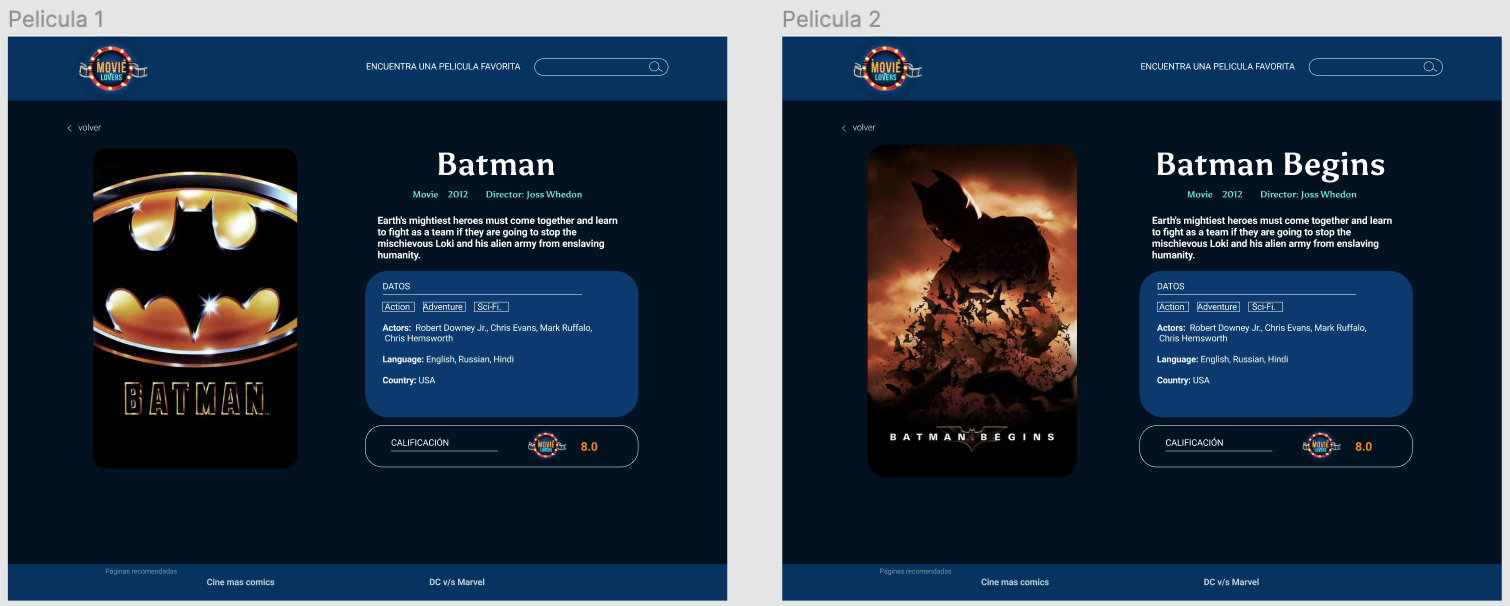 Pelicula 1
MOVIE
LOVERS
ENCUENTRA UNA PELICULA FAVORITA
volver
BATMAN
Batman
Movie 2012 Director: Joss Whedon
Earth's mightiest heroes must come together and learn
to fight as a team if they are going to stop the
mischievous Loki and his alien army from enslaving
humanity.
DATOS
Action Adventure Sci-Fi.
Actors: Robert Downey Jr., Chris Evans, Mark Ruffalo,
Chris Hemsworth
Language: English, Russian, Hindi
Country: USA
CALIFICACIÓN
MOVIE
LOVERS
8.0
Páginas recomendadas
Cine mas comics
DC v/s Marvel
Pelicula 2
MOVIE
LOVERS
ENCUENTRA UNA PELICULA FAVORITA
volver
BATMAN BEGINS
Batman Begins
Movie 2012 Director: Joss Whedon
Earth's mightiest heroes must come together and learn
to fight as a team if they are going to stop the
mischievous Loki and his alien army from enslaving
humanity.
DATOS
Action Adventure Sci-Fi.
Actors: Robert Downey Jr., Chris Evans, Mark Ruffalo,
Chris Hemsworth
Language: English, Russian, Hindi
Country: USA
CALIFICACIÓN
MOVIE
LOVERS
8.0
Páginas recomendadas
Cine mas comics
DC v/s Marvel